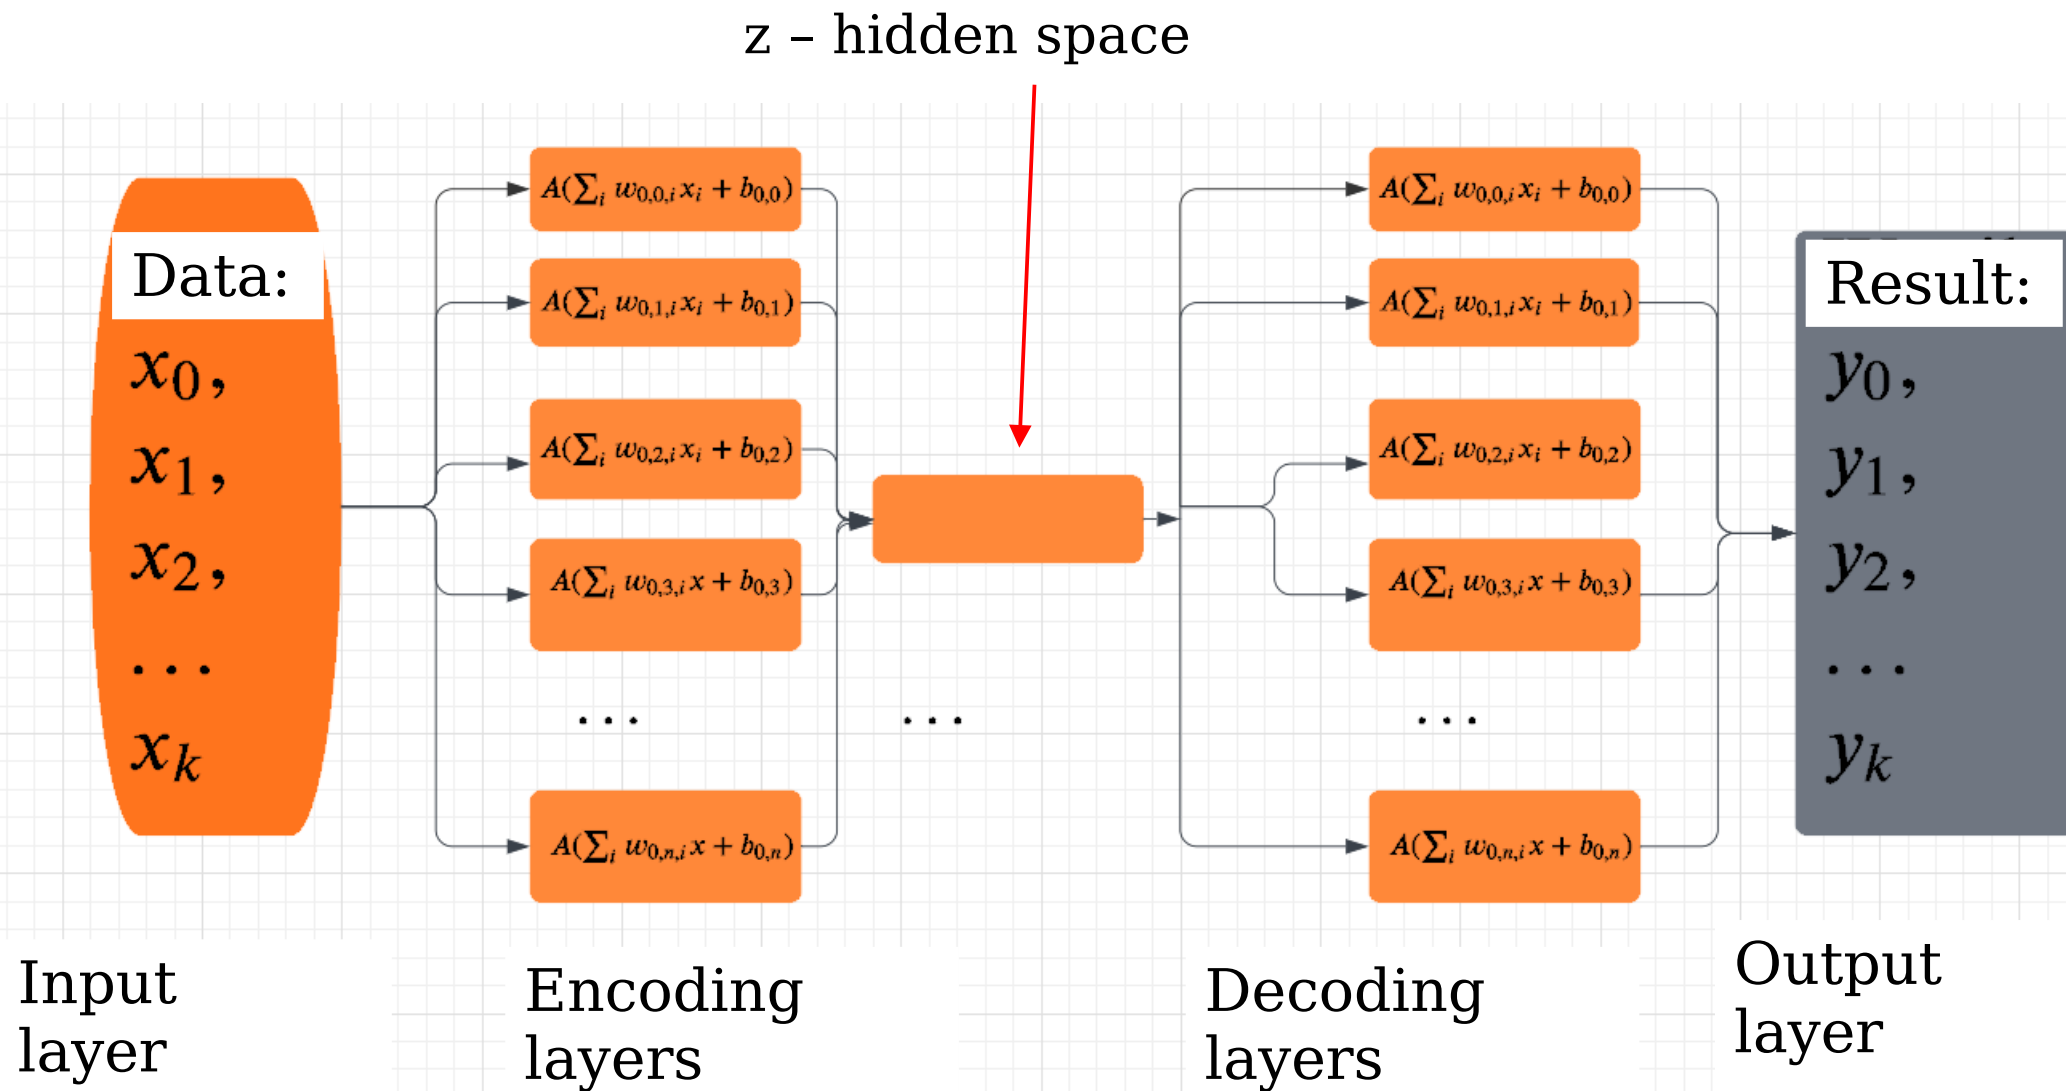 z – hidden space
Data:
x₀,
x₁,
x₂,
...
xₖ
A(∑ᵢ w₀,₀,ᵢ xᵢ + b₀,₀)
A(∑ᵢ w₀,₁,ᵢ xᵢ + b₀,₁)
A(∑ᵢ w₀,₂,ᵢ xᵢ + b₀,₂)
A(∑ᵢ w₀,₃,ᵢ x + b₀,₃)
...
A(∑ᵢ w₀,ₙ,ᵢ x + b₀,ₙ)
...
A(∑ᵢ w₀,₀,ᵢ xᵢ + b₀,₀)
A(∑ᵢ w₀,₁,ᵢ xᵢ + b₀,₁)
A(∑ᵢ w₀,₂,ᵢ xᵢ + b₀,₂)
A(∑ᵢ w₀,₃,ᵢ x + b₀,₃)
...
A(∑ᵢ w₀,ₙ,ᵢ x + b₀,ₙ)
Result:
y₀,
y₁,
y₂,
...
yₖ
Input
layer
Encoding
layers
Decoding
layers
Output
layer